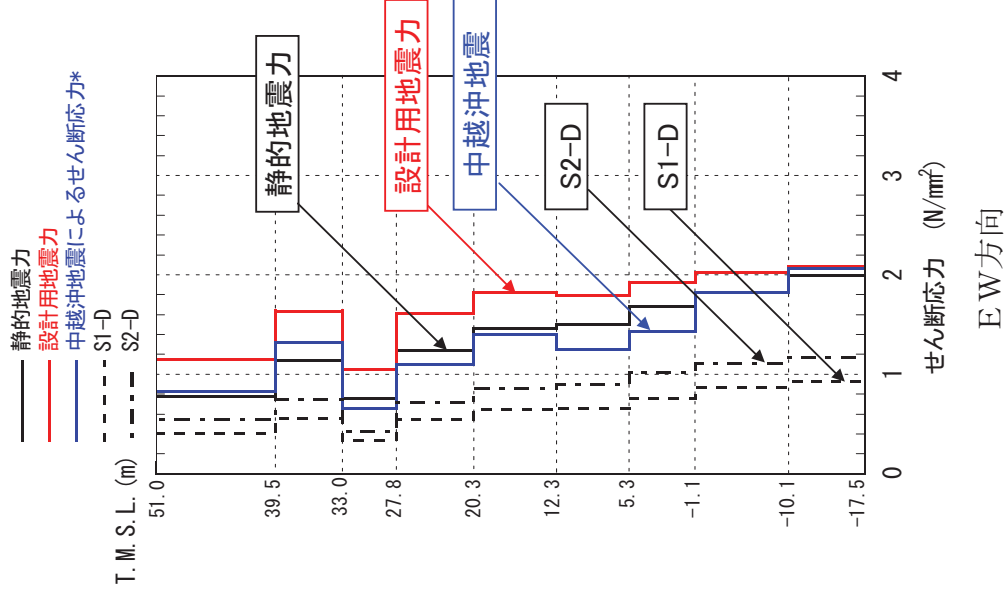 静的地震力
設計用地震力
中越沖地震によるせん断応力*
S1-D
S2-D
T.M.S.L.(m)
51.0
39.5
33.0
27.8
20.3
12.3
5.3
-1.1
-10.1
-17.5
静的地震力
設計用地震力
中越沖地震
S2-D
S1-D
0
1
2
3
4
せん断応力 (N/mm²)
EW方向